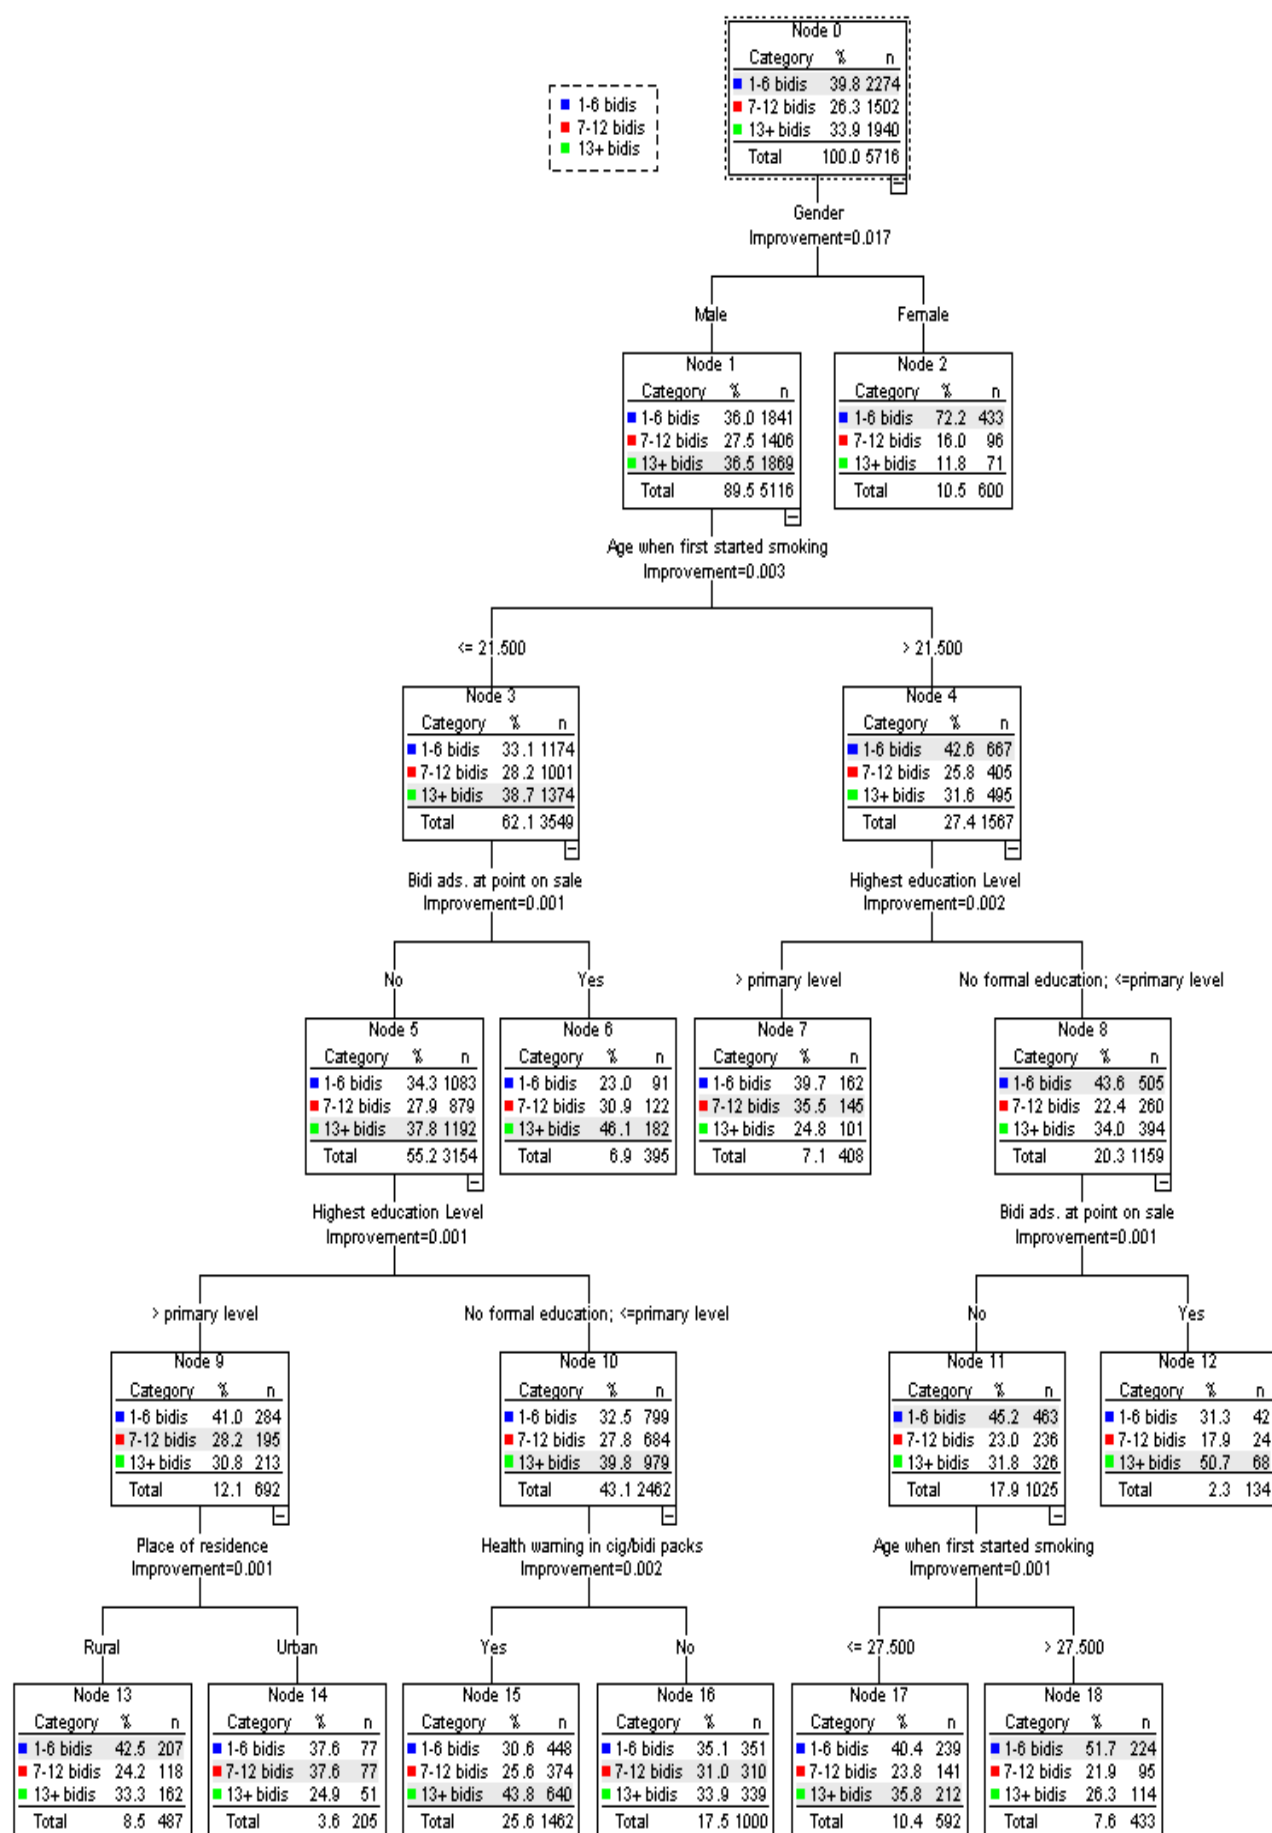 Node 0
Category % n
1-6 bidis 39.8 2274
7-12 bidis 26.3 1502
13+ bidis 33.9 1940
Total 100.0 5716
1-6 bidis
7-12 bidis
13+ bidis
Gender
Improvement=0.017
Male
Female
Node 1
Category % n
1-6 bidis 36.0 1841
7-12 bidis 27.5 1406
13+ bidis 36.5 1869
Total 89.5 5116
Node 2
Category % n
1-6 bidis 72.2 433
7-12 bidis 16.0 96
13+ bidis 11.8 71
Total 10.5 600
Age when first started smoking
Improvement=0.003
<= 21.500
> 21.500
Node 3
Category % n
1-6 bidis 33.1 1174
7-12 bidis 28.2 1001
13+ bidis 38.7 1374
Total 62.1 3549
Node 4
Category % n
1-6 bidis 42.6 667
7-12 bidis 25.8 405
13+ bidis 31.6 495
Total 27.4 1567
Bidi ads. at point on sale
Improvement=0.001
Highest education Level
Improvement=0.002
No
Yes
> primary level
No formal education; <=primary level
Node 5
Category % n
1-6 bidis 34.3 1083
7-12 bidis 27.9 879
13+ bidis 37.8 1192
Total 55.2 3154
Node 6
Category % n
1-6 bidis 23.0 91
7-12 bidis 30.9 122
13+ bidis 46.1 182
Total 6.9 395
Node 7
Category % n
1-6 bidis 39.7 162
7-12 bidis 35.5 145
13+ bidis 24.8 101
Total 7.1 408
Node 8
Category % n
1-6 bidis 43.6 505
7-12 bidis 22.4 260
13+ bidis 34.0 394
Total 20.3 1159
Highest education Level
Improvement=0.001
Bidi ads. at point on sale
Improvement=0.001
> primary level
No formal education; <=primary level
No
Yes
Node 9
Category % n
1-6 bidis 41.0 284
7-12 bidis 28.2 195
13+ bidis 30.8 213
Total 12.1 692
Node 10
Category % n
1-6 bidis 32.5 799
7-12 bidis 27.8 684
13+ bidis 39.8 979
Total 43.1 2462
Node 11
Category % n
1-6 bidis 45.2 463
7-12 bidis 23.0 236
13+ bidis 31.8 326
Total 17.9 1025
Node 12
Category % n
1-6 bidis 31.3 42
7-12 bidis 17.9 24
13+ bidis 50.7 68
Total 2.3 134
Place of residence
Improvement=0.001
Health warning in cig/bidi packs
Improvement=0.002
Age when first started smoking
Improvement=0.001
Rural
Urban
Yes
No
<= 27.500
> 27.500
Node 13
Category % n
1-6 bidis 42.5 207
7-12 bidis 24.2 118
13+ bidis 33.3 162
Total 8.5 487
Node 14
Category % n
1-6 bidis 37.6 77
7-12 bidis 37.6 77
13+ bidis 24.9 51
Total 3.6 205
Node 15
Category % n
1-6 bidis 30.6 448
7-12 bidis 25.6 374
13+ bidis 43.8 640
Total 25.6 1462
Node 16
Category % n
1-6 bidis 35.1 351
7-12 bidis 31.0 310
13+ bidis 33.9 339
Total 17.5 1000
Node 17
Category % n
1-6 bidis 40.4 239
7-12 bidis 23.8 141
13+ bidis 35.8 212
Total 10.4 592
Node 18
Category % n
1-6 bidis 51.7 224
7-12 bidis 21.9 95
13+ bidis 26.3 114
Total 7.6 433